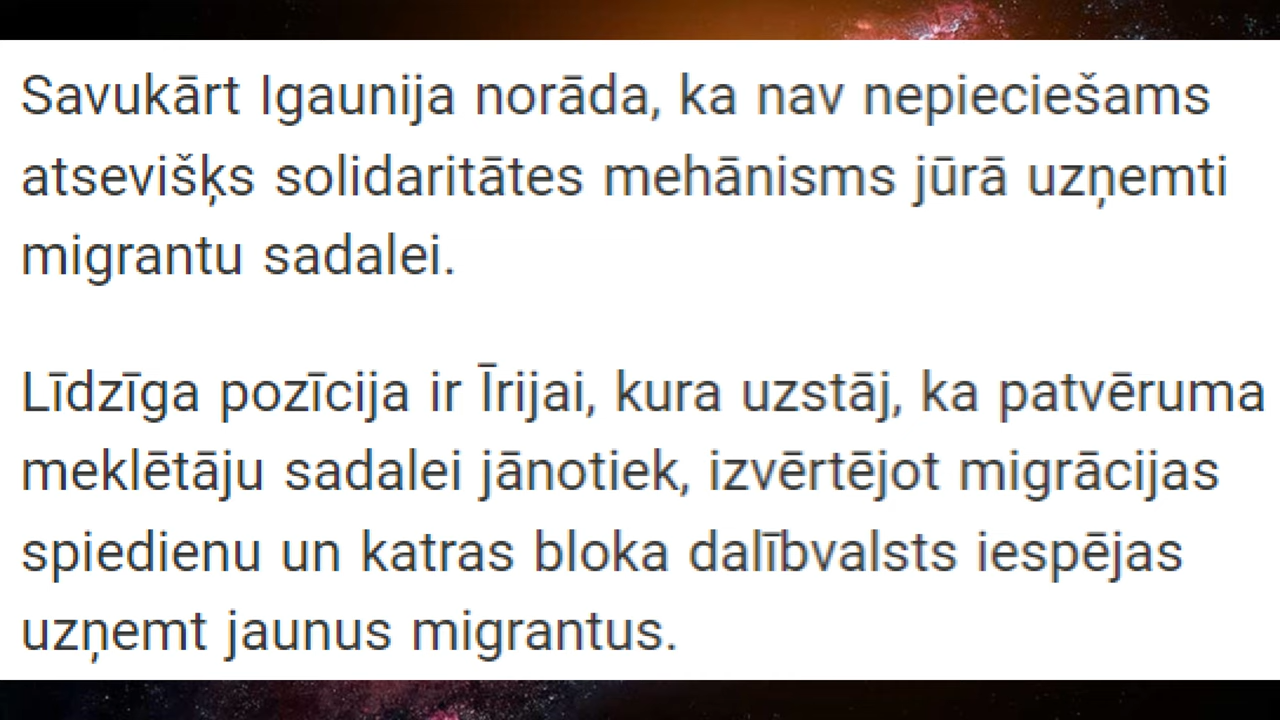 Savukārt Igaunija norāda, ka nav nepieciešams
atsevišķs solidaritātes mehānisms jūrā uzņemti
migrantu sadalei.
Līdzīga pozīcija ir Īrijai, kura uzstāj, ka patvēruma
meklētāju sadalei jānotiek, izvērtējot migrācijas
spiedienu un katras bloka dalībvalsts iespējas
uzņemt jaunus migrantus.